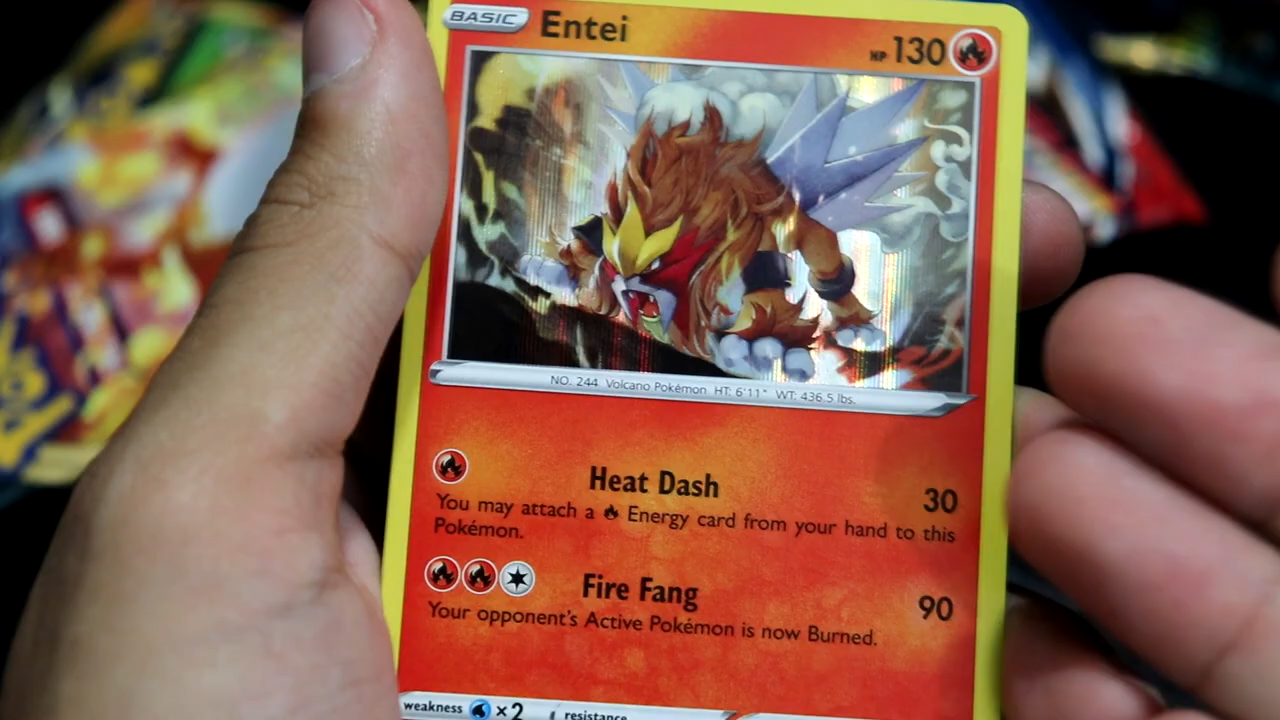 BASIC Entei HP 130
NO. 244 Volcano Pokémon HT: 6'11" WT: 436.5 lbs.
Heat Dash 30
You may attach a Energy card from your hand to this
Pokémon.
Fire Fang 90
Your opponent's Active Pokémon is now Burned.
weakness ×2 resistance